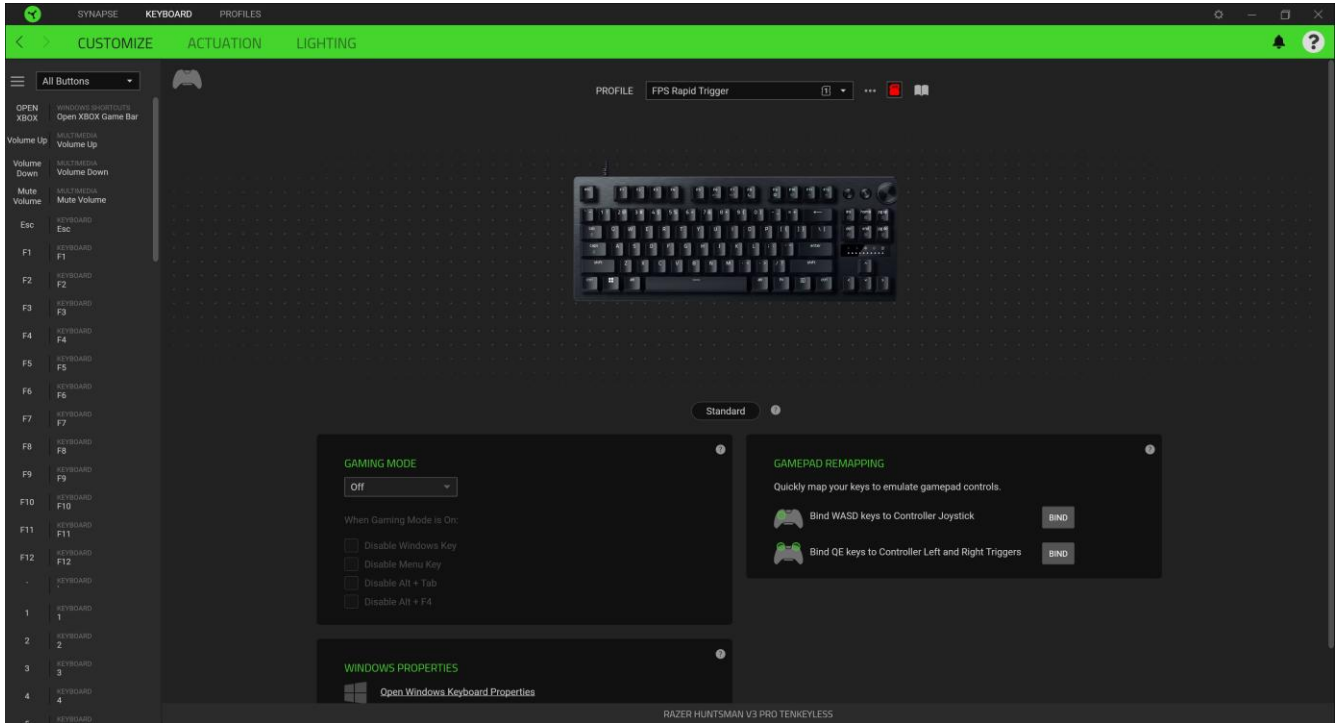 SYNAPSE KEYBOARD PROFILES
CUSTOMIZE ACTUATION LIGHTING
All Buttons
PROFILE FPS Rapid Trigger 1
OPEN XBOX WINDOWS SHORTCUTS
Open XBOX Game Bar
Volume Up MULTIMEDIA
Volume Up
Volume Down MULTIMEDIA
Volume Down
Mute Volume MULTIMEDIA
Mute Volume
Esc KEYBOARD
Esc
F1 KEYBOARD
F1
F2 KEYBOARD
F2
F3 KEYBOARD
F3
F4 KEYBOARD
F4
F5 KEYBOARD
F5
F6 KEYBOARD
F6
F7 KEYBOARD
F7
F8 KEYBOARD
F8
F9 KEYBOARD
F9
F10 KEYBOARD
F10
F11 KEYBOARD
F11
F12 KEYBOARD
F12
` KEYBOARD
`
1 KEYBOARD
1
2 KEYBOARD
2
3 KEYBOARD
3
4 KEYBOARD
4
KEYBOARD
Standard
GAMING MODE
Off
When Gaming Mode is On:
Disable Windows Key
Disable Menu Key
Disable Alt + Tab
Disable Alt + F4
GAMEPAD REMAPPING
Quickly map your keys to emulate gamepad controls.
Bind WASD keys to Controller Joystick BIND
Bind QE keys to Controller Left and Right Triggers BIND
WINDOWS PROPERTIES
Open Windows Keyboard Properties
RAZER HUNTSMAN V3 PRO TENKEYLESS